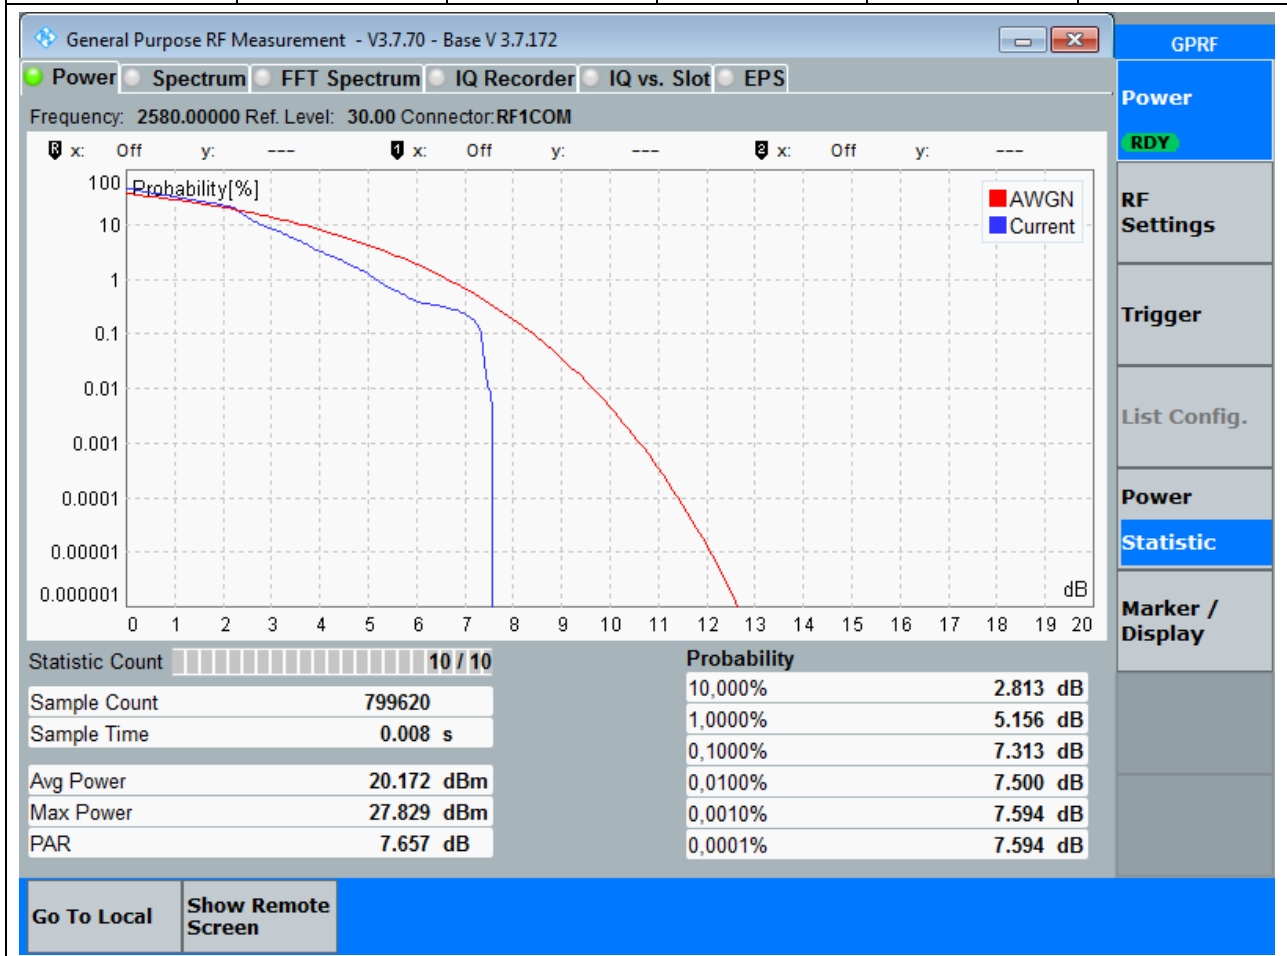 General Purpose RF Measurement - V3.7.70 - Base V 3.7.172
GPRF
Power Spectrum FFT Spectrum IQ Recorder IQ vs. Slot EPS
Frequency: 2580.00000 Ref. Level: 30.00 Connector: RF1COM
R x: Off y: --- 1 x: Off y: --- 2 x: Off y: ---
Probability[%]
100
10
1
0.1
0.01
0.001
0.0001
0.00001
0.000001
AWGN
Current
dB
0 1 2 3 4 5 6 7 8 9 10 11 12 13 14 15 16 17 18 19 20
Statistic Count 10 / 10
Sample Count 799620
Sample Time 0.008 s
Avg Power 20.172 dBm
Max Power 27.829 dBm
PAR 7.657 dB
Probability
10,000% 2.813 dB
1,0000% 5.156 dB
0,1000% 7.313 dB
0,0100% 7.500 dB
0,0010% 7.594 dB
0,0001% 7.594 dB
Power
RDY
RF
Settings
Trigger
List Config.
Power
Statistic
Marker /
Display
Go To Local
Show Remote
Screen